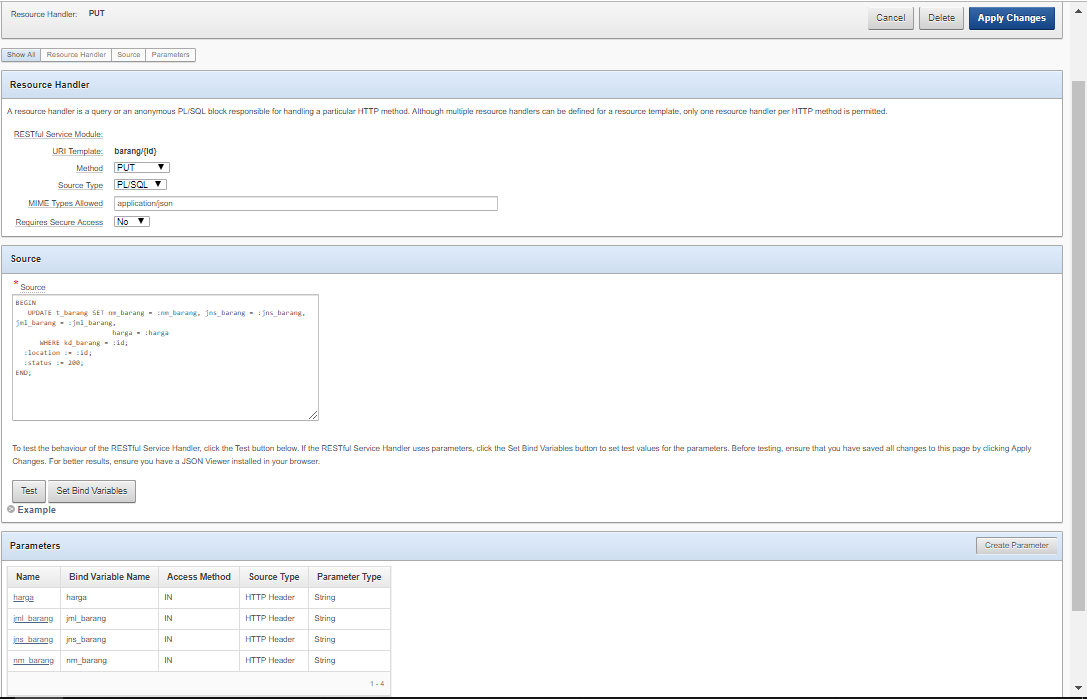 Resource Handler: PUT
Cancel Delete Apply Changes
Show All Resource Handler Source Parameters
Resource Handler
A resource handler is a query or an anonymous PL/SQL block responsible for handling a particular HTTP method. Although multiple resource handlers can be defined for a resource template, only one resource handler per HTTP method is permitted.
RESTful Service Module:
URI Template: barang/{id}
Method PUT
Source Type PL/SQL
MIME Types Allowed application/json
Requires Secure Access No
Source
* Source
BEGIN
UPDATE t_barang SET nm_barang = :nm_barang, jns_barang = :jns_barang,
jml_barang = :jml_barang,
harga = :harga
WHERE kd_barang = :id;
:location := :id;
:status := 200;
END;
To test the behaviour of the RESTful Service Handler, click the Test button below. If the RESTful Service Handler uses parameters, click the Set Bind Variables button to set test values for the parameters. Before testing, ensure that you have saved all changes to this page by clicking Apply
Changes. For better results, ensure you have a JSON Viewer installed in your browser.
Test Set Bind Variables
Example
Parameters Create Parameter
Name Bind Variable Name Access Method Source Type Parameter Type
harga harga IN HTTP Header String
jml_barang jml_barang IN HTTP Header String
jns_barang jns_barang IN HTTP Header String
nm_barang nm_barang IN HTTP Header String
1 - 4